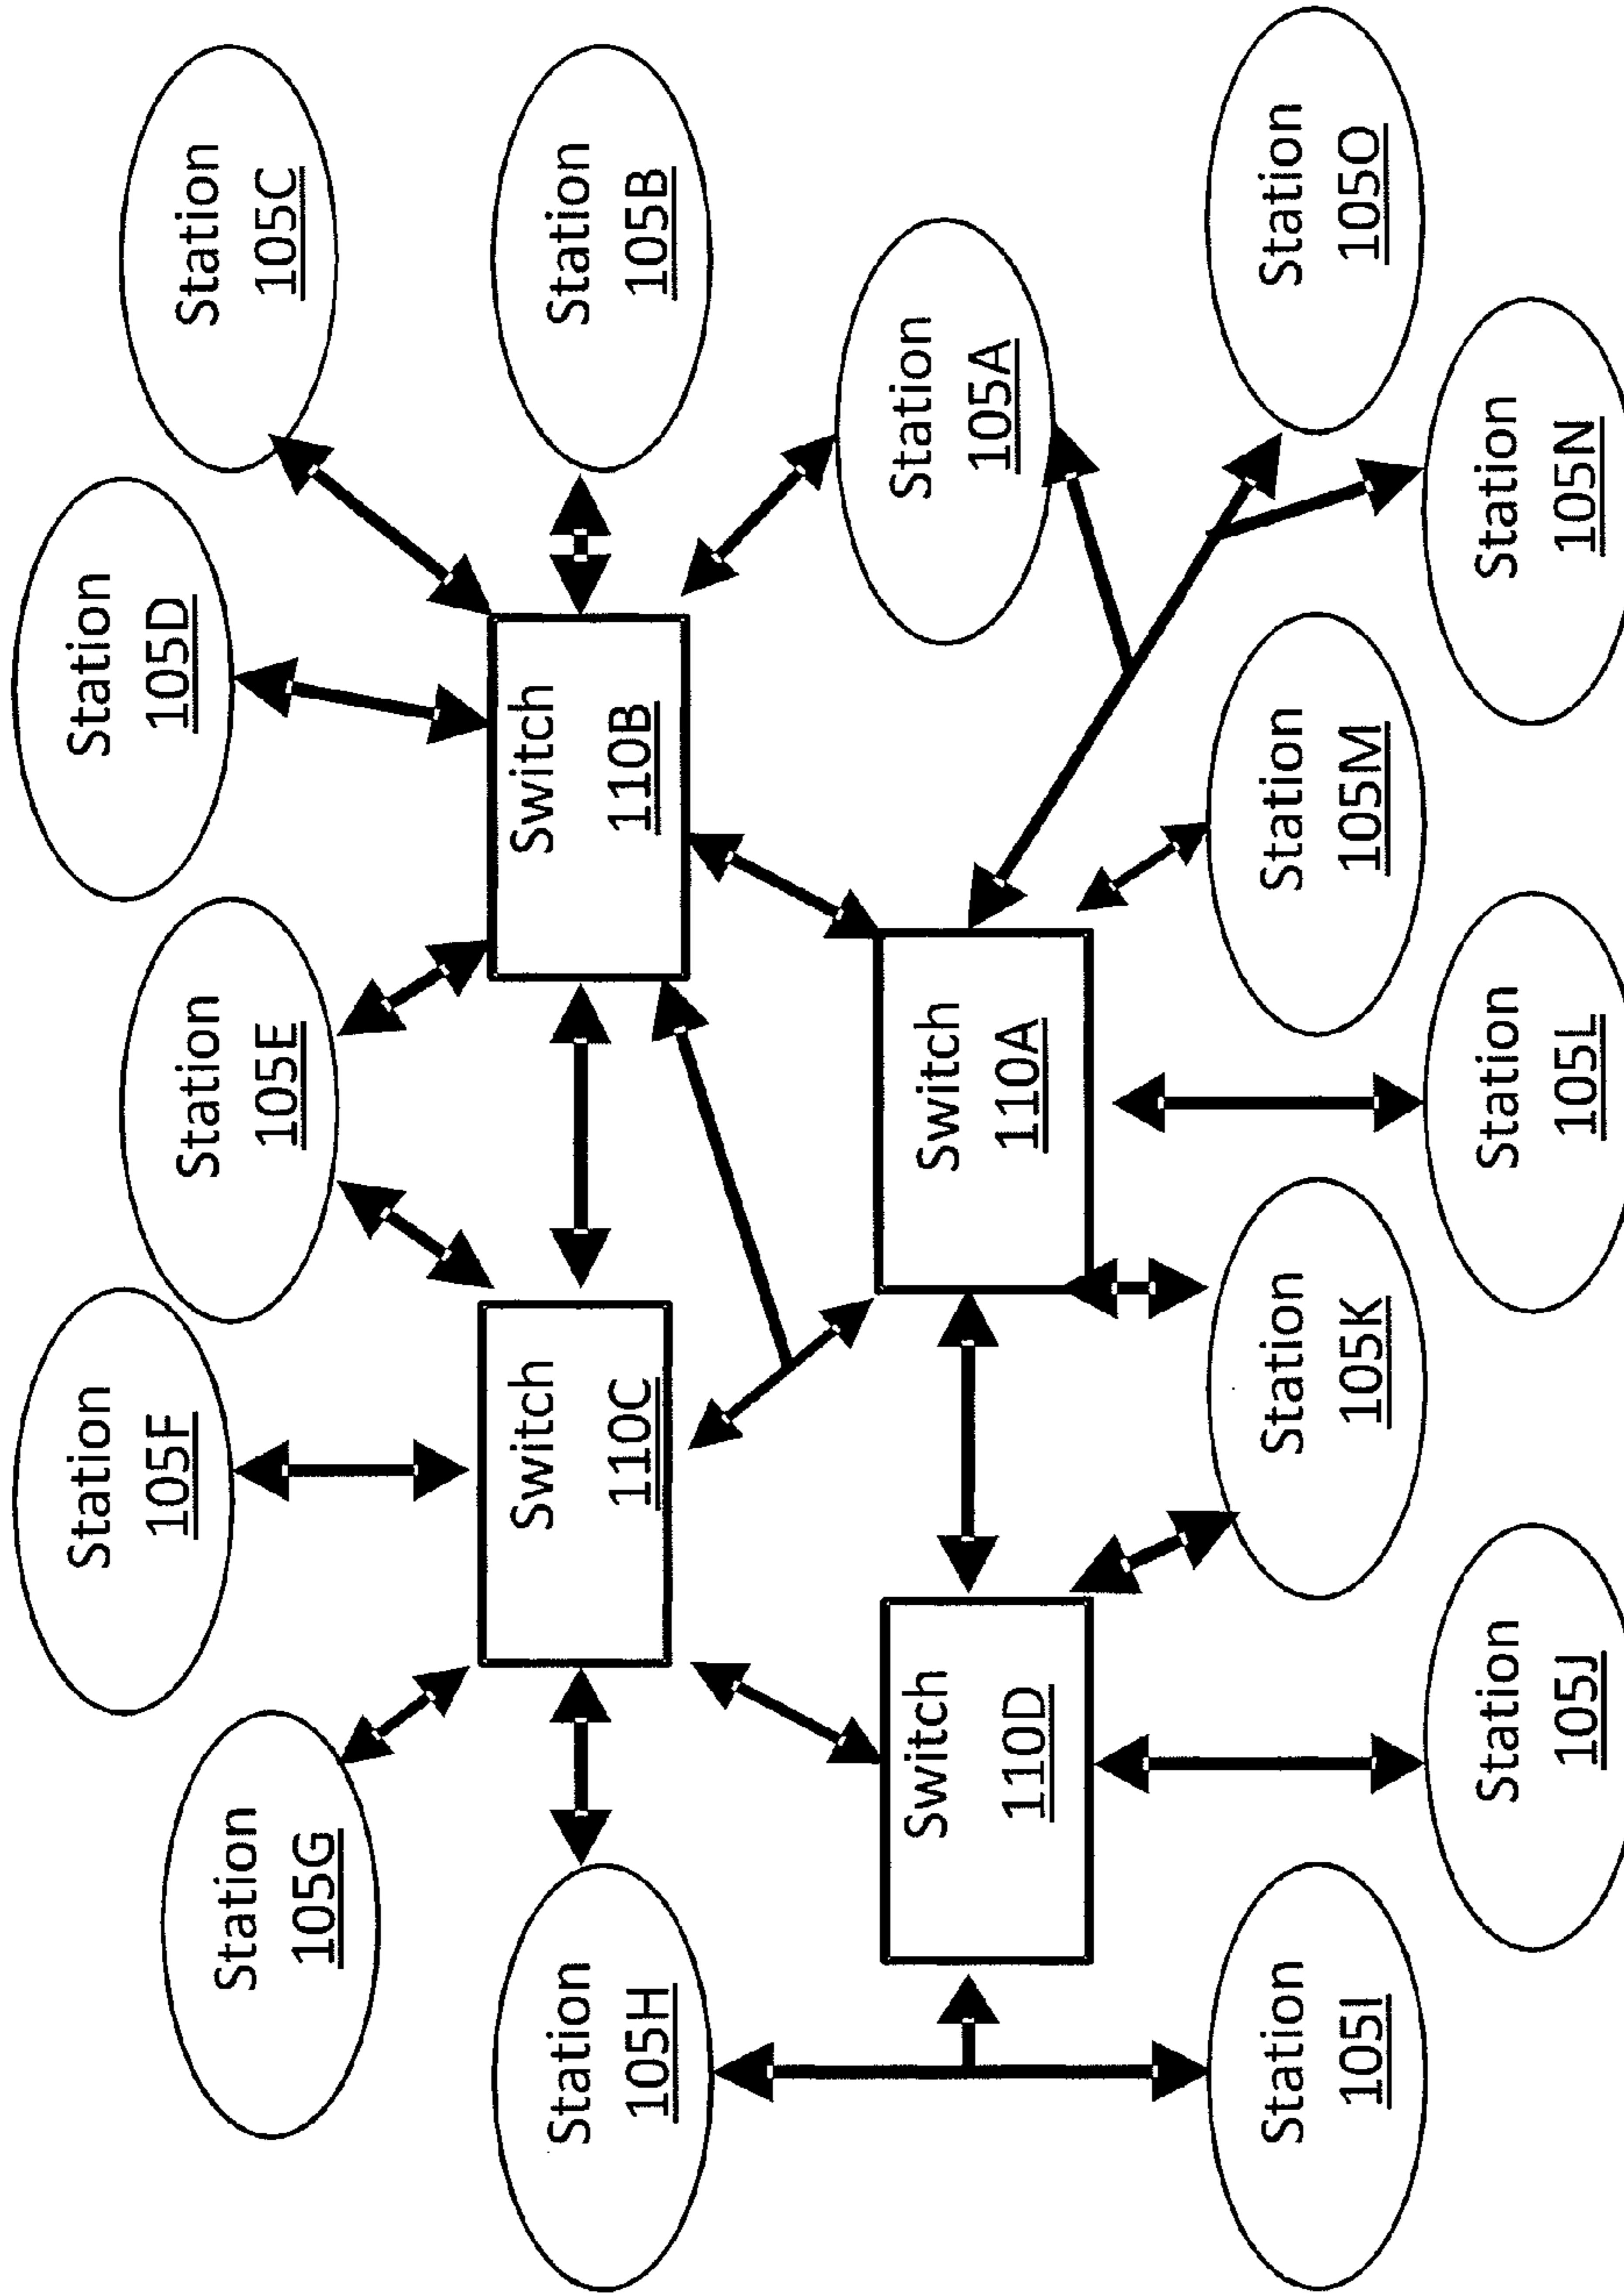 Station
105F
Station
105D
Station
105G
Station
105E
Station
105C
Station
105H
Switch
110C
Switch
110B
Station
105B
Switch
110D
Switch
110A
Station
105A
Station
105I
Station
105K
Station
105M
Station
105O
Station
105J
Station
105L
Station
105N